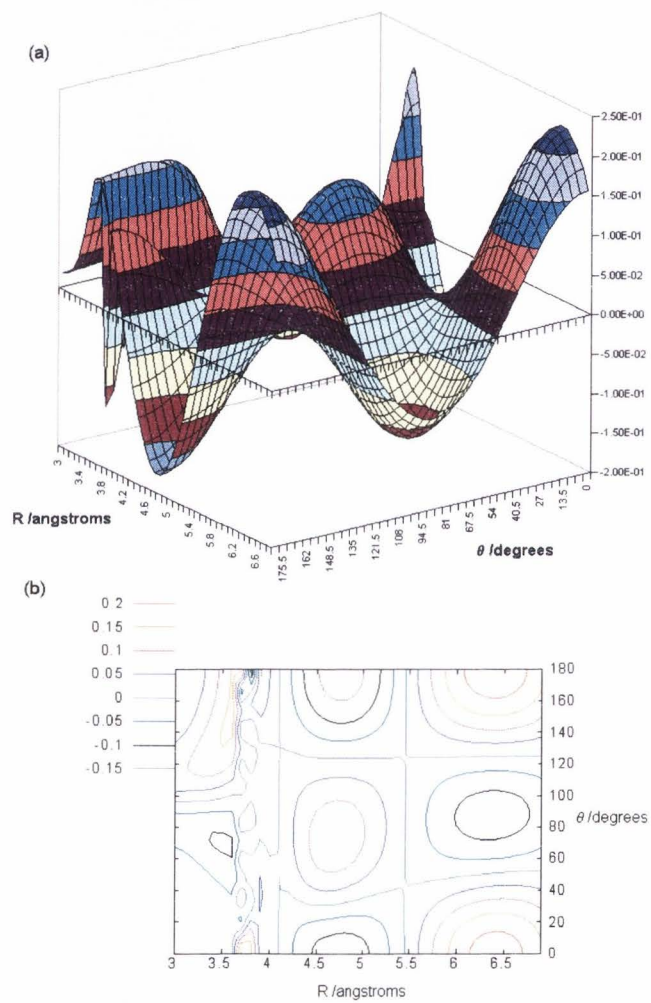 (a)
2.50E-01
2.00E-01
1.50E-01
1.00E-01
5.00E-02
0.00E+00
-5.00E-02
-1.00E-01
-1.50E-01
-2.00E-01
3
3.4
3.8
4.2
4.6
5
5.4
5.8
6.2
6.6
R /angstroms
175.5
162
148.5
135
121.5
108
94.5
81
67.5
54
40.5
27
13.5
0
θ /degrees
(b)
0.2
0.15
0.1
0.05
0
-0.05
-0.1
-0.15
180
160
140
120
100
80
60
40
20
0
θ /degrees
3 3.5 4 4.5 5 5.5 6 6.5
R /angstroms